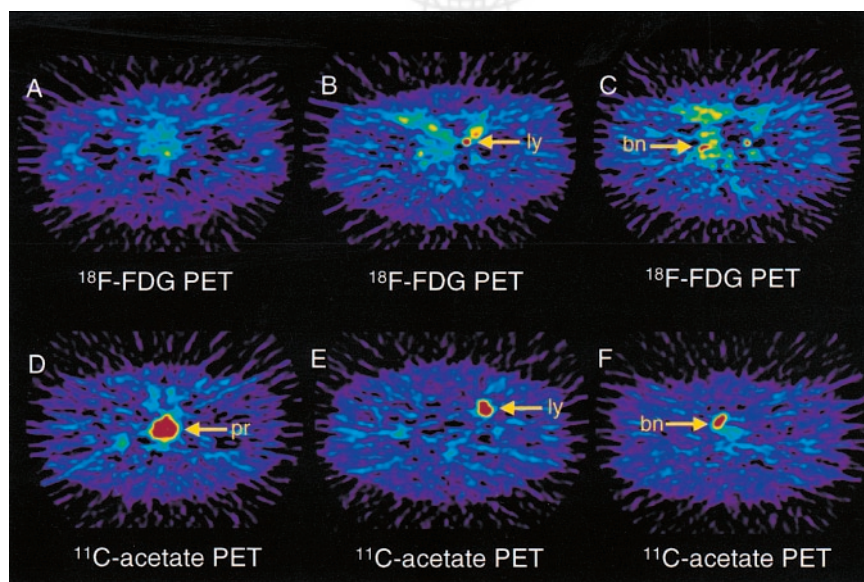 A
B
C
ly
bn
¹⁸F-FDG PET
¹⁸F-FDG PET
¹⁸F-FDG PET
D
E
F
pr
ly
bn
¹¹C-acetate PET
¹¹C-acetate PET
¹¹C-acetate PET